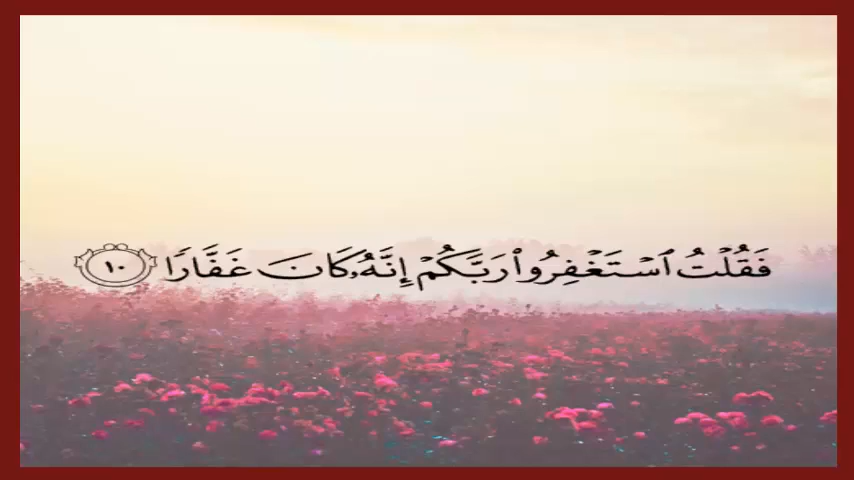 فَقُلْتُ ٱسْتَغْفِرُوا۟ رَبَّكُمْ إِنَّهُۥ كَانَ غَفَّارًا ١٠